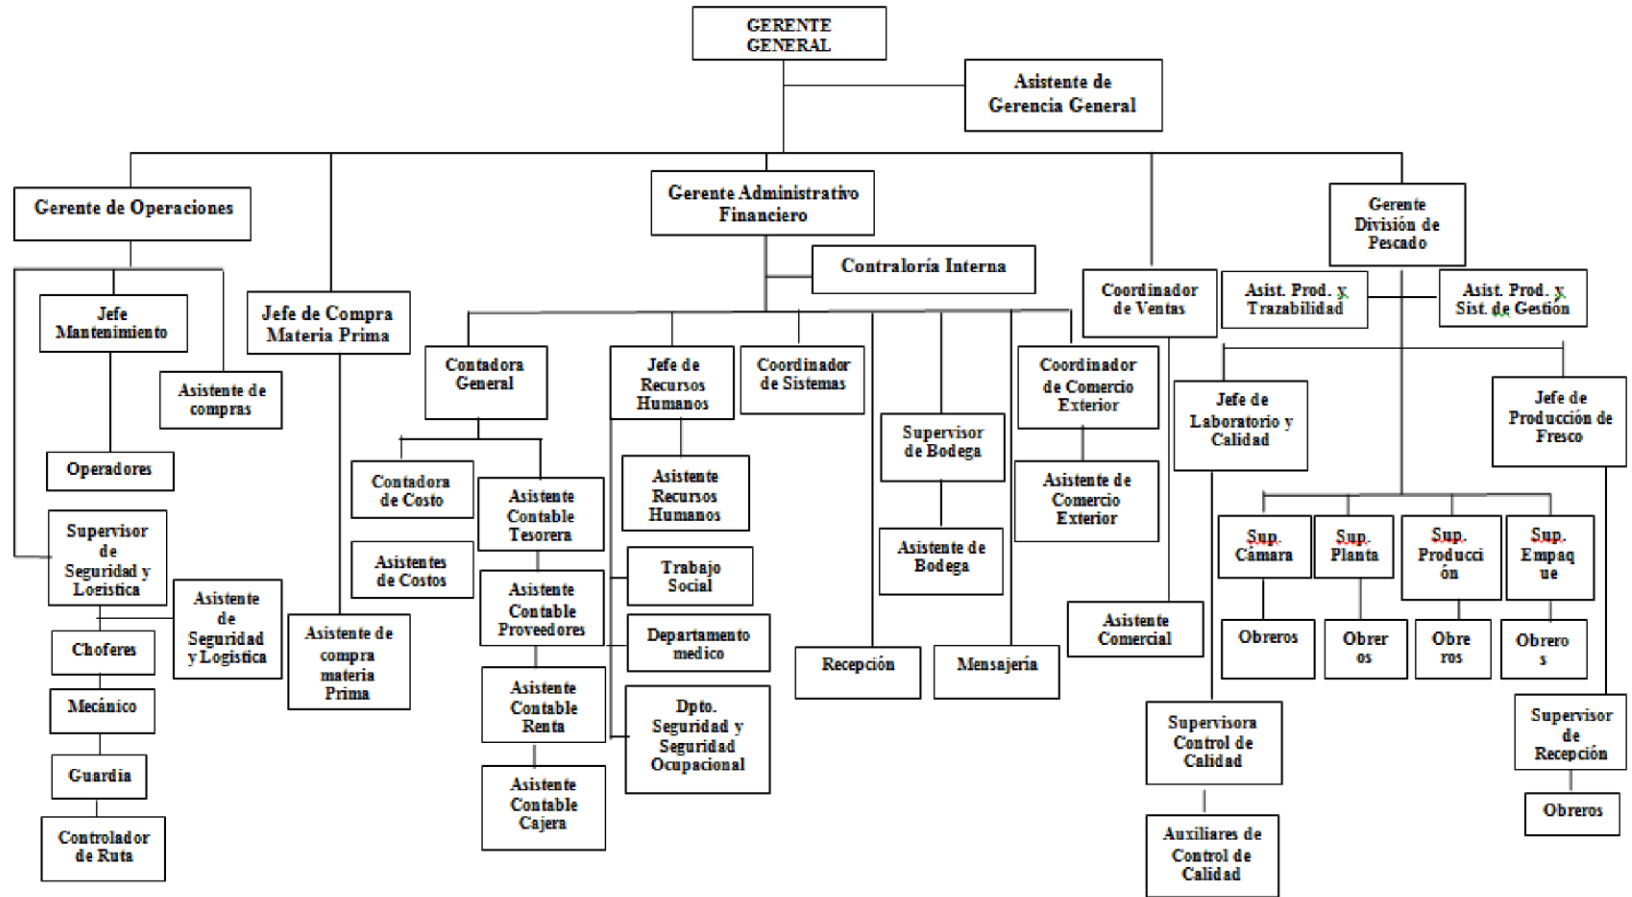 GERENTE
GENERAL
Asistente de
Gerencia General
Gerente de Operaciones
Gerente Administrativo
Financiero
Gerente
División de
Pescado
Contraloría Interna
Jefe
Mantenimiento
Jefe de Compra
Materia Prima
Coordinador
de Ventas
Asist. Prod. y
Trazabilidad
Asist. Prod. y
Sist. de Gestión
Asistente de
compras
Contadora
General
Jefe de
Recursos
Humanos
Coordinador
de Sistemas
Coordinador
de Comercio
Exterior
Jefe de
Laboratorio y
Calidad
Jefe de
Producción de
Fresco
Operadores
Contadora
de Costo
Asistente
Contable
Tesorera
Asistente
Recursos
Humanos
Supervisor
de Bodega
Asistente de
Comercio
Exterior
Supervisor
de
Seguridad y
Logistica
Asistentes
de Costos
Trabajo
Social
Asistente de
Bodega
Sup.
Cámara
Sup.
Planta
Sup.
Producci
ón
Sup.
Empa
que
Asistente
de
Seguridad
y Logistica
Asistente
Contable
Proveedores
Departamento
medico
Asistente
Comercial
Obreros
Obrer
os
Obre
ros
Obrero
s
Choferes
Asistente de
compra
materia
Prima
Recepción
Mensajería
Mecánico
Asistente
Contable
Renta
Dpto.
Seguridad y
Seguridad
Ocupacional
Supervisora
Control de
Calidad
Supervisor
de
Recepción
Guardia
Asistente
Contable
Cajera
Obreros
Controlador
de Ruta
Auxiliares de
Control de
Calidad